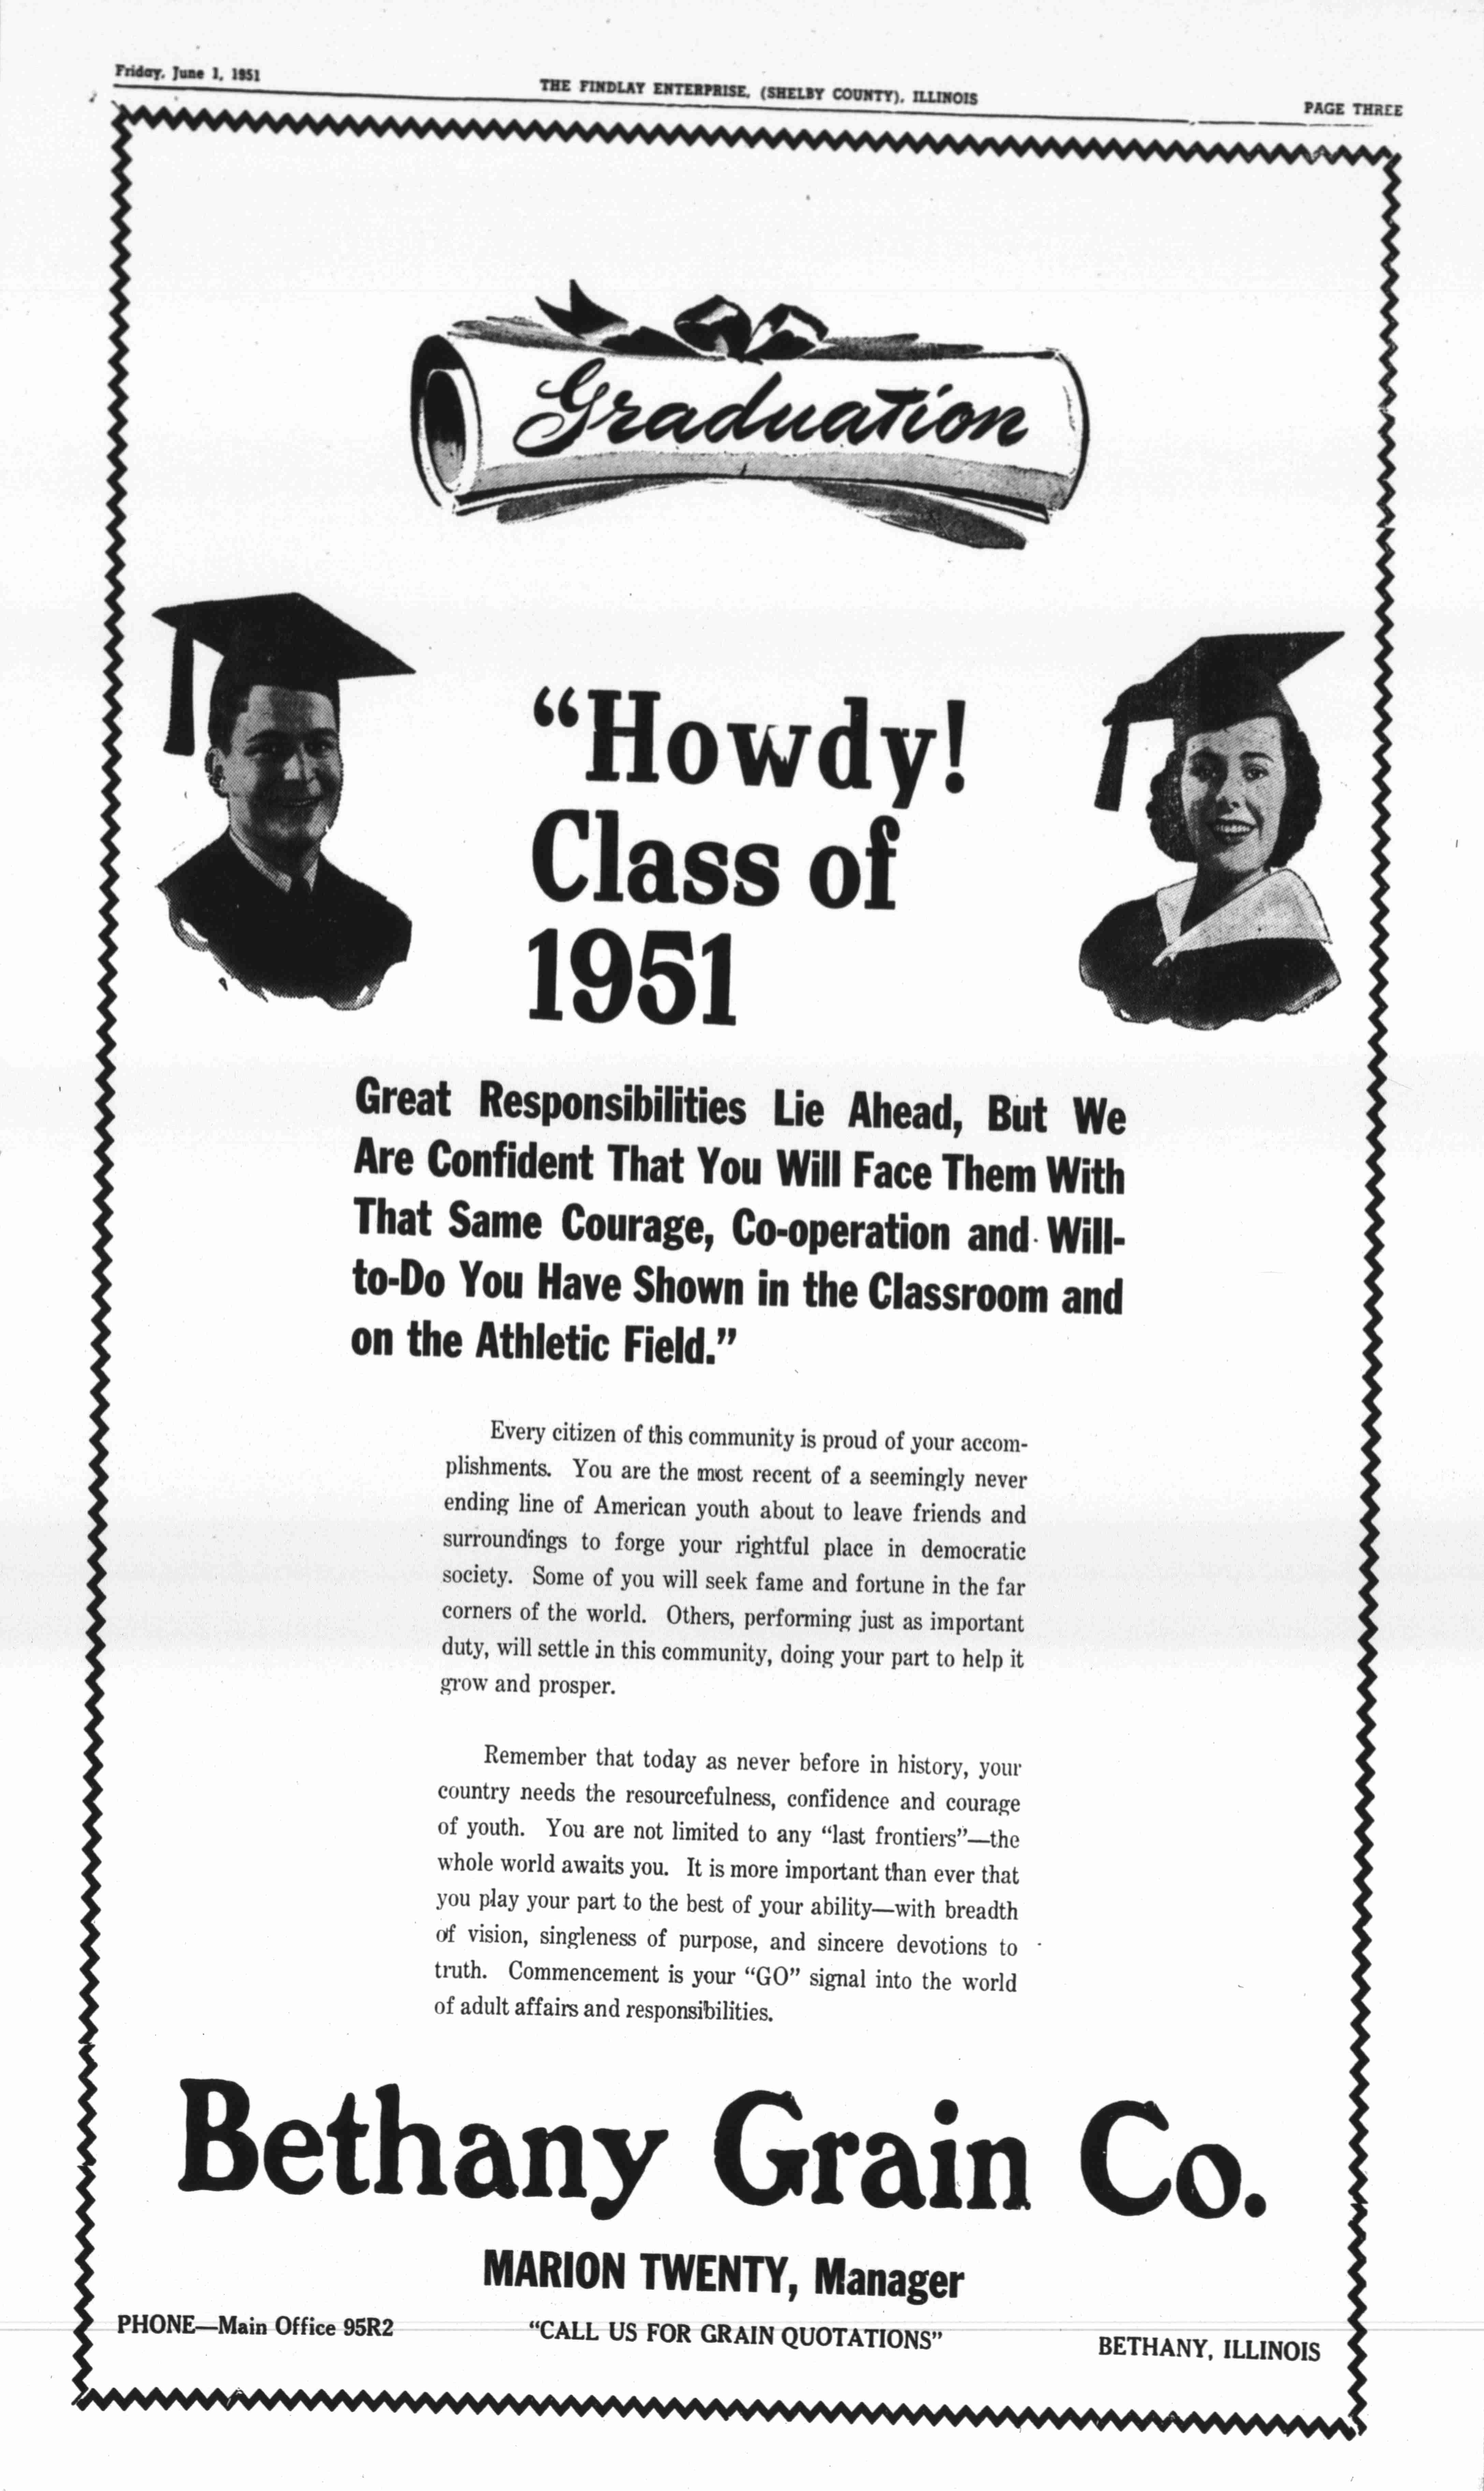 Friday, June 1, 1951
THE FINDLAY ENTERPRISE, (SHELBY COUNTY), ILLINOIS
PAGE THREE
Graduation
“Howdy!
Class of
1951
Great Responsibilities Lie Ahead, But We
Are Confident That You Will Face Them With
That Same Courage, Co-operation and Will-
to-Do You Have Shown in the Classroom and
on the Athletic Field.”
Every citizen of this community is proud of your accom-
plishments. You are the most recent of a seemingly never
ending line of American youth about to leave friends and
surroundings to forge your rightful place in democratic
society. Some of you will seek fame and fortune in the far
corners of the world. Others, performing just as important
duty, will settle in this community, doing your part to help it
grow and prosper.
Remember that today as never before in history, your
country needs the resourcefulness, confidence and courage
of youth. You are not limited to any “last frontiers”—the
whole world awaits you. It is more important than ever that
you play your part to the best of your ability—with breadth
of vision, singleness of purpose, and sincere devotions to
truth. Commencement is your “GO” signal into the world
of adult affairs and responsibilities.
Bethany Grain Co.
MARION TWENTY, Manager
PHONE—Main Office 95R2
“CALL US FOR GRAIN QUOTATIONS”
BETHANY, ILLINOIS